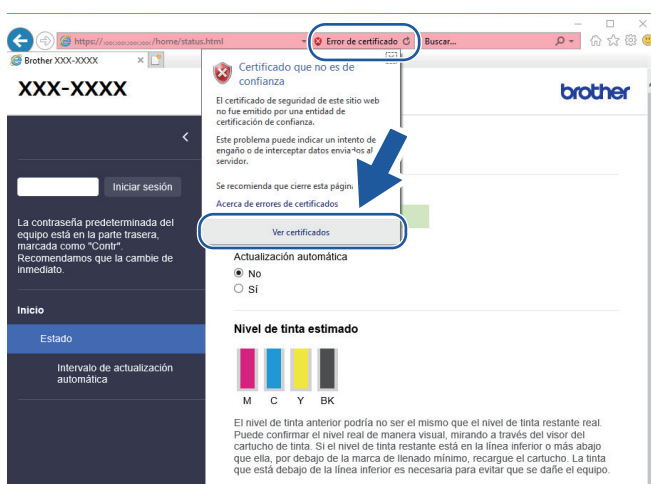 https://xxx.xxx.xxx.xxx/home/status.html
Error de certificado
Buscar...
Brother XXX-XXXX
XXX-XXXX
brother
Certificado que no es de
confianza
El certificado de seguridad de este sitio web
no fue emitido por una entidad de
certificación de confianza.
Este problema puede indicar un intento de
engaño o de interceptar datos enviados al
servidor.
Se recomienda que cierre esta página
Acerca de errores de certificados
Ver certificados
Iniciar sesión
La contraseña predeterminada del
equipo está en la parte trasera,
marcada como "Contr".
Recomendamos que la cambie de
inmediato.
Inicio
Estado
Intervalo de actualización
automática
Actualización automática
No
Sí
Nivel de tinta estimado
M C Y BK
El nivel de tinta anterior podría no ser el mismo que el nivel de tinta restante real.
Puede confirmar el nivel real de manera visual, mirando a través del visor del
cartucho de tinta. Si el nivel de tinta restante está en la línea inferior o más abajo
que ella, por debajo de la marca de llenado mínimo, recargue el cartucho. La tinta
que está debajo de la línea inferior es necesaria para evitar que se dañe el equipo.